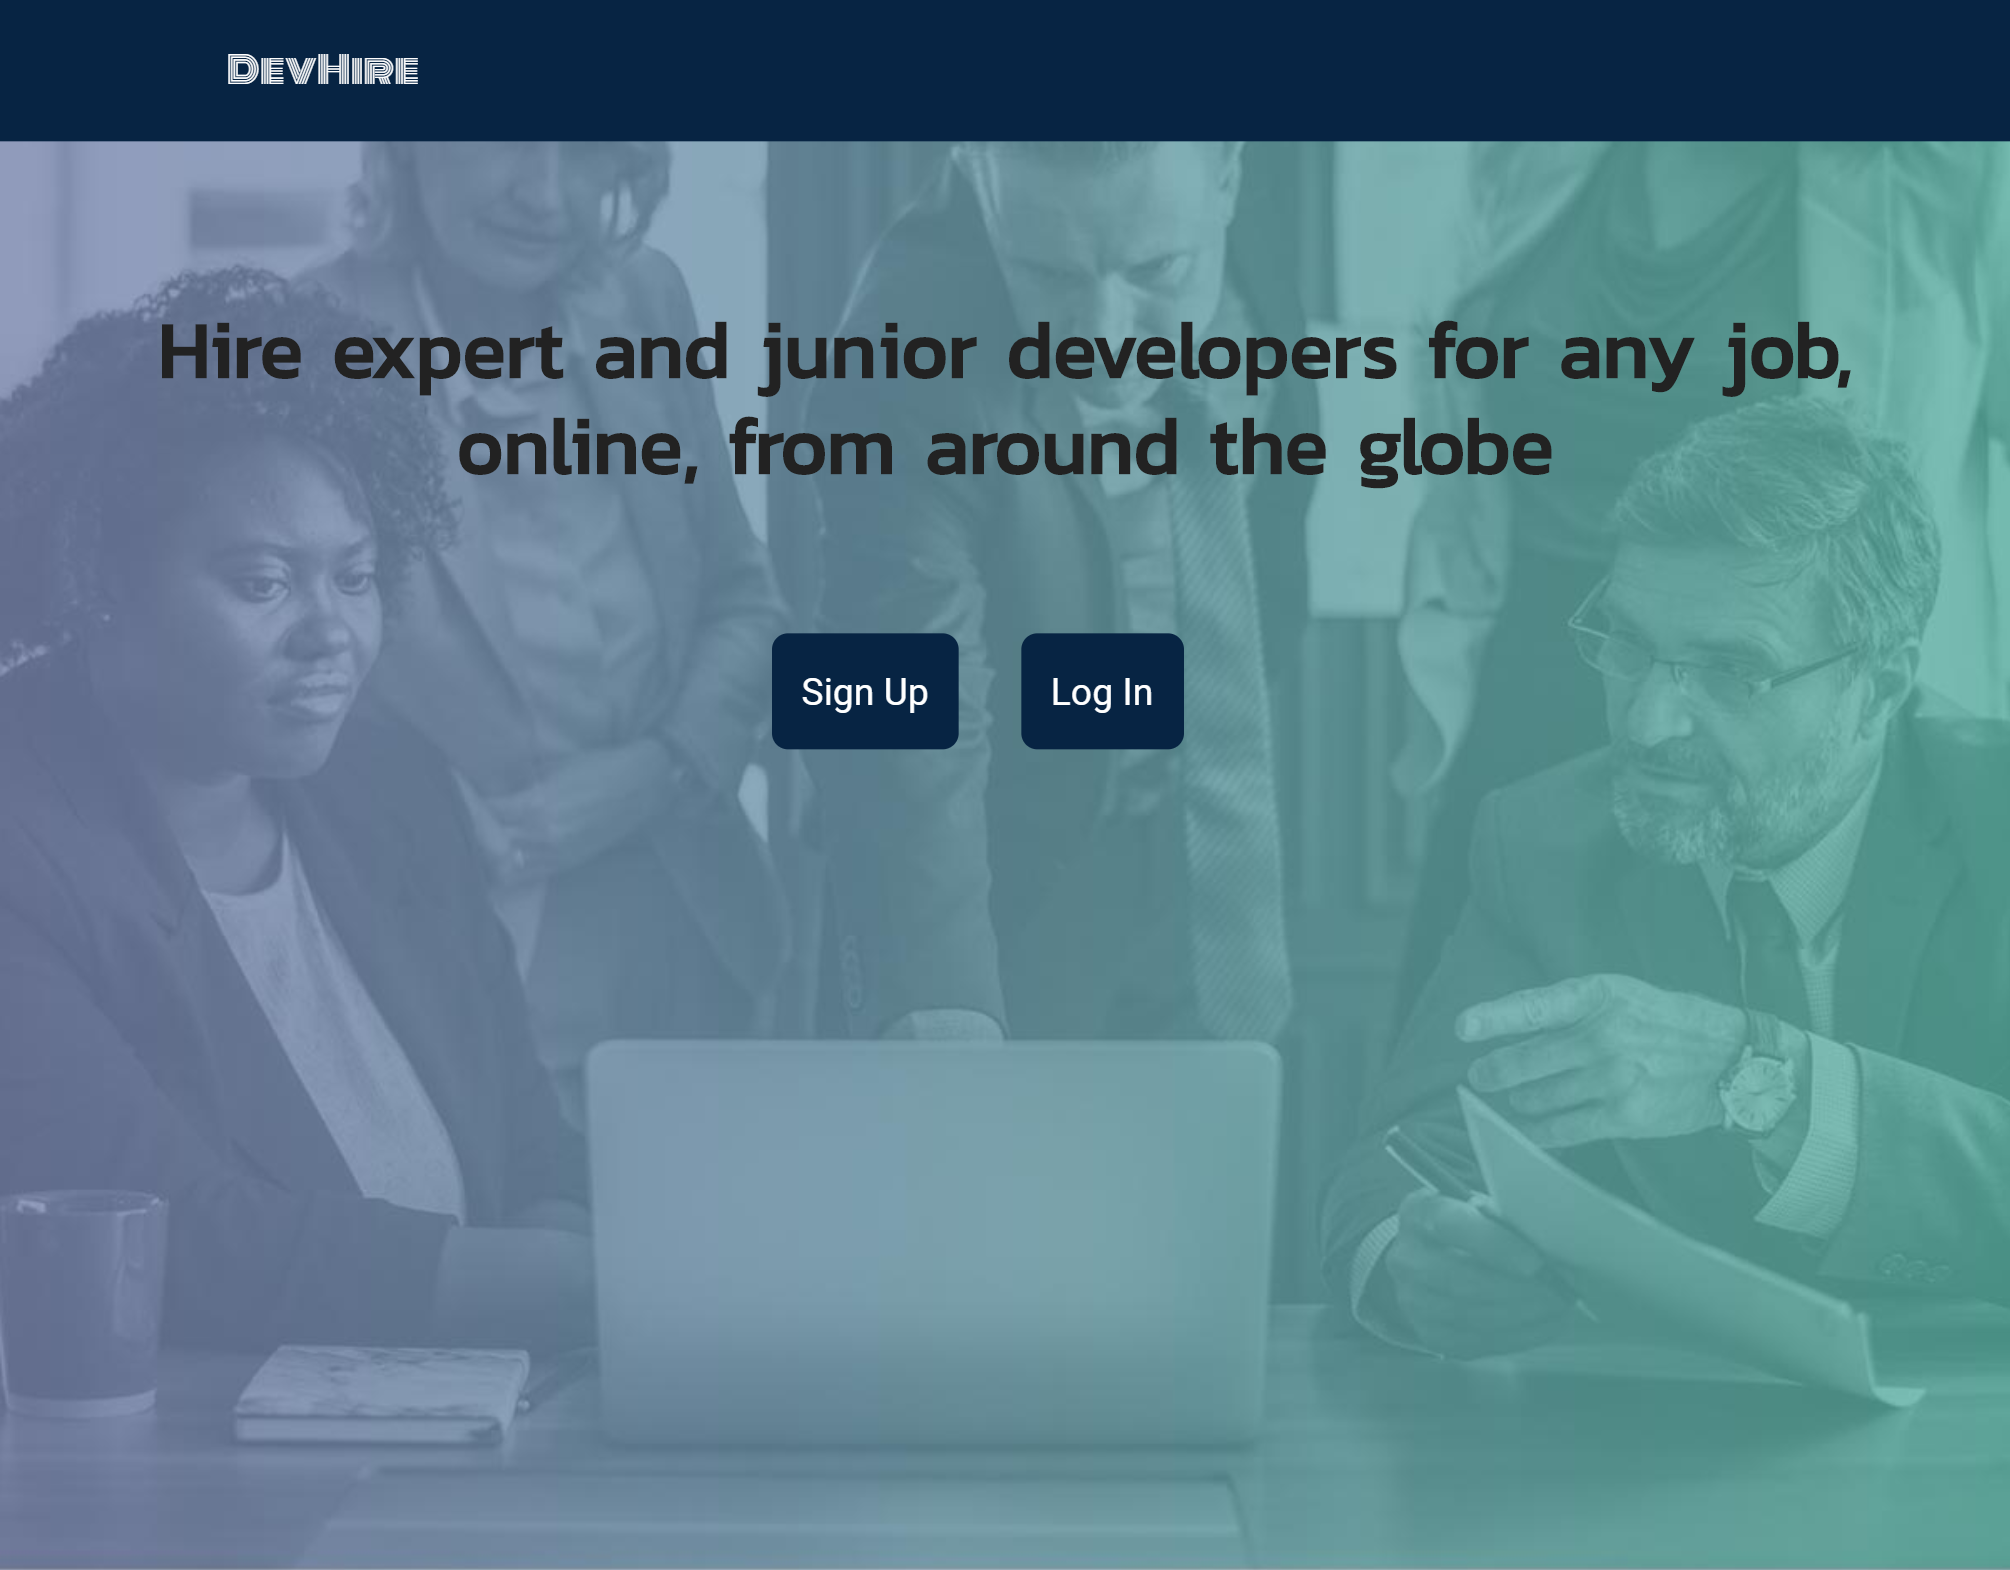 DevHire
Hire expert and junior developers for any job,
online, from around the globe
Sign Up
Log In